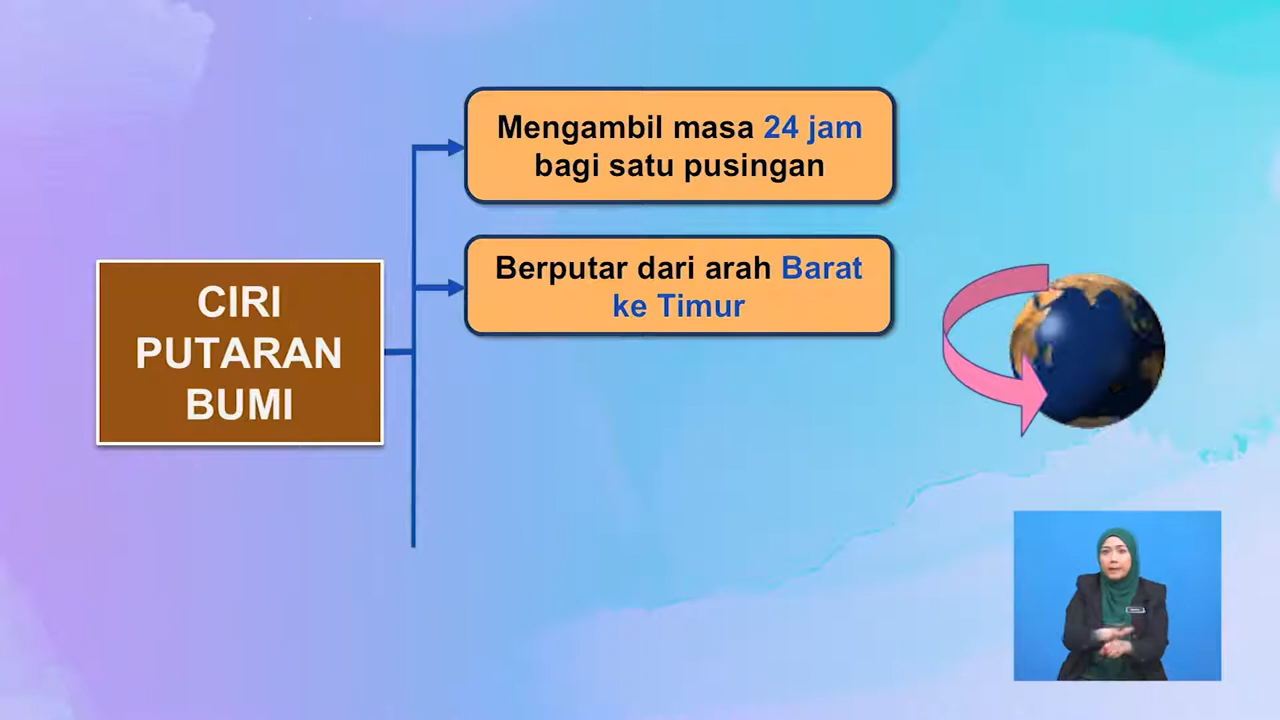 CIRI
PUTARAN
BUMI
Mengambil masa 24 jam
bagi satu pusingan
Berputar dari arah Barat
ke Timur